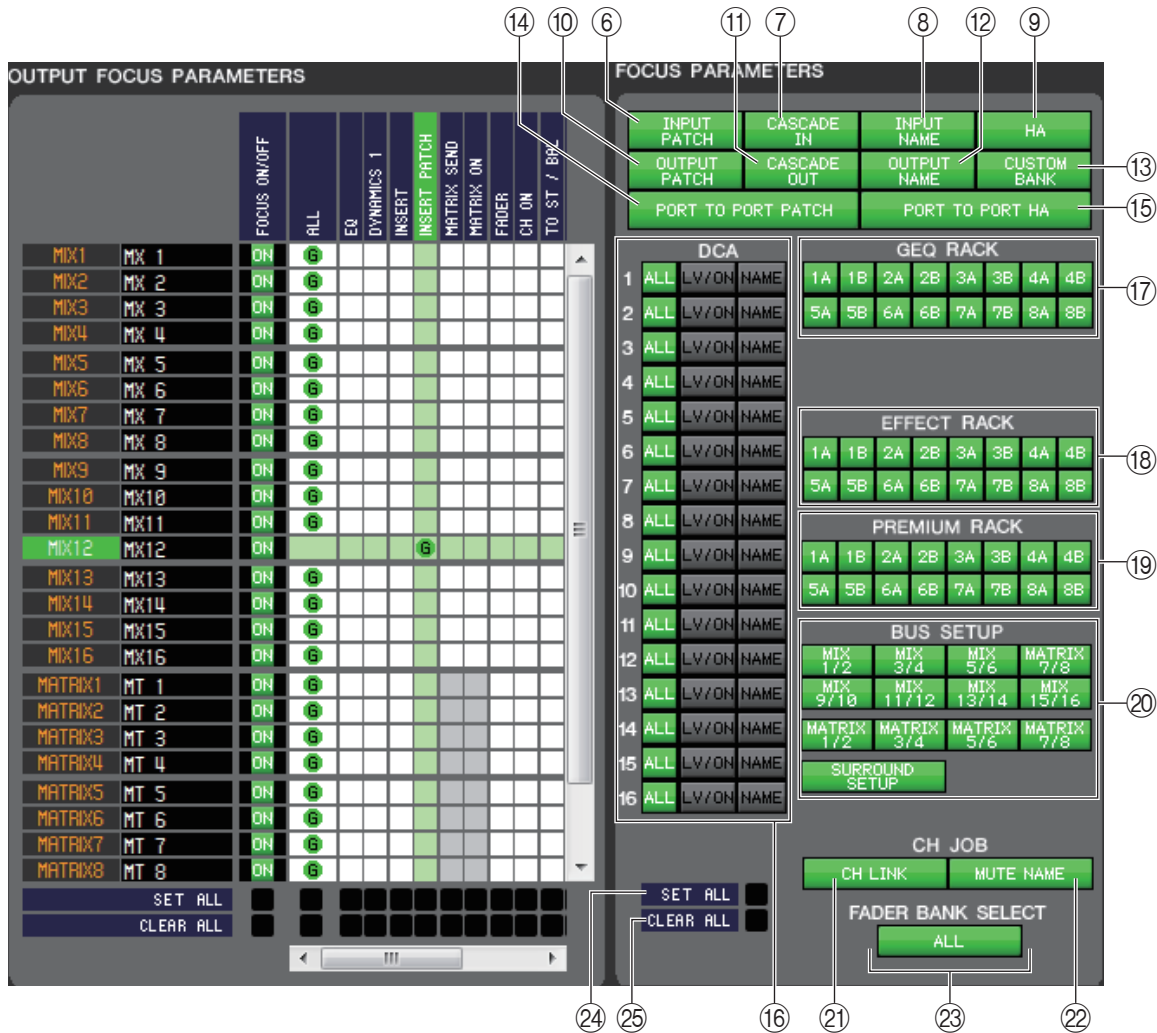 ⑭ ⑩ ⑥ ⑪ ⑦ ⑧ ⑫ ⑨
OUTPUT FOCUS PARAMETERS
FOCUS ON/OFF
ALL
EQ
DYNAMICS 1
INSERT
INSERT PATCH
MATRIX SEND
MATRIX ON
FADER
CH ON
TO ST / BAL
MIX1 MX 1 ON G
MIX2 MX 2 ON G
MIX3 MX 3 ON G
MIX4 MX 4 ON G
MIX5 MX 5 ON G
MIX6 MX 6 ON G
MIX7 MX 7 ON G
MIX8 MX 8 ON G
MIX9 MX 9 ON G
MIX10 MX10 ON G
MIX11 MX11 ON G
MIX12 MX12 ON G
MIX13 MX13 ON G
MIX14 MX14 ON G
MIX15 MX15 ON G
MIX16 MX16 ON G
MATRIX1 MT 1 ON G
MATRIX2 MT 2 ON G
MATRIX3 MT 3 ON G
MATRIX4 MT 4 ON G
MATRIX5 MT 5 ON G
MATRIX6 MT 6 ON G
MATRIX7 MT 7 ON G
MATRIX8 MT 8 ON G
SET ALL
CLEAR ALL
FOCUS PARAMETERS
INPUT PATCH
CASCADE IN
INPUT NAME
HA
OUTPUT PATCH
CASCADE OUT
OUTPUT NAME
CUSTOM BANK
⑬
PORT TO PORT PATCH
PORT TO PORT HA
⑮
DCA
1 ALL LV/ON NAME
2 ALL LV/ON NAME
3 ALL LV/ON NAME
4 ALL LV/ON NAME
5 ALL LV/ON NAME
6 ALL LV/ON NAME
7 ALL LV/ON NAME
8 ALL LV/ON NAME
9 ALL LV/ON NAME
10 ALL LV/ON NAME
11 ALL LV/ON NAME
12 ALL LV/ON NAME
13 ALL LV/ON NAME
14 ALL LV/ON NAME
15 ALL LV/ON NAME
16 ALL LV/ON NAME
SET ALL
CLEAR ALL
GEQ RACK
1A 1B 2A 2B 3A 3B 4A 4B
5A 5B 6A 6B 7A 7B 8A 8B
⑰
EFFECT RACK
1A 1B 2A 2B 3A 3B 4A 4B
5A 5B 6A 6B 7A 7B 8A 8B
⑱
PREMIUM RACK
1A 1B 2A 2B 3A 3B 4A 4B
5A 5B 6A 6B 7A 7B 8A 8B
⑲
BUS SETUP
MIX 1/2
MIX 3/4
MIX 5/6
MATRIX 7/8
MIX 9/10
MIX 11/12
MIX 13/14
MIX 15/16
MATRIX 1/2
MATRIX 3/4
MATRIX 5/6
MATRIX 7/8
SURROUND SETUP
⑳
CH JOB
CH LINK
MUTE NAME
FADER BANK SELECT
ALL
㉔ ㉕ ⑯ ㉑ ㉓ ㉒